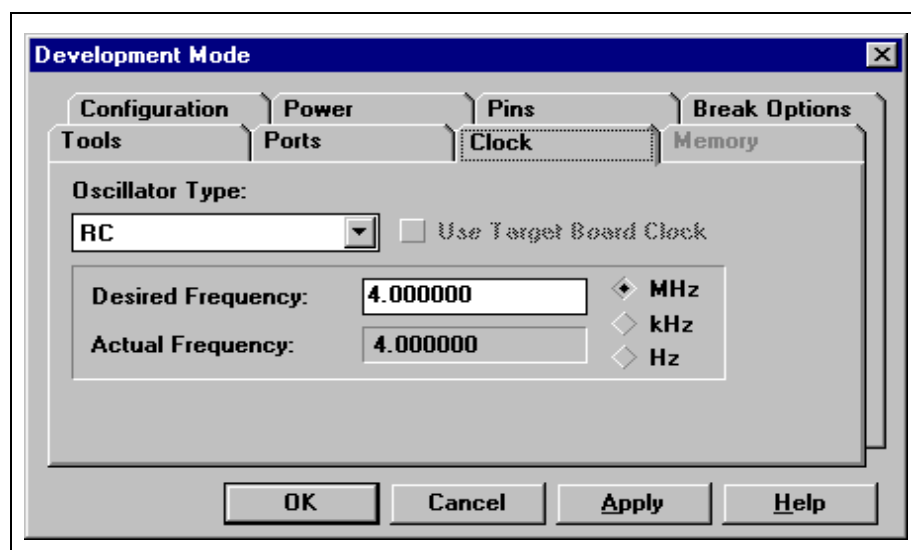 Development Mode
Configuration Power Pins Break Options
Tools Ports Clock Memory
Oscillator Type:
RC Use Target Board Clock
Desired Frequency: 4.000000 MHz
kHz
Actual Frequency: 4.000000
Hz
OK Cancel Apply Help